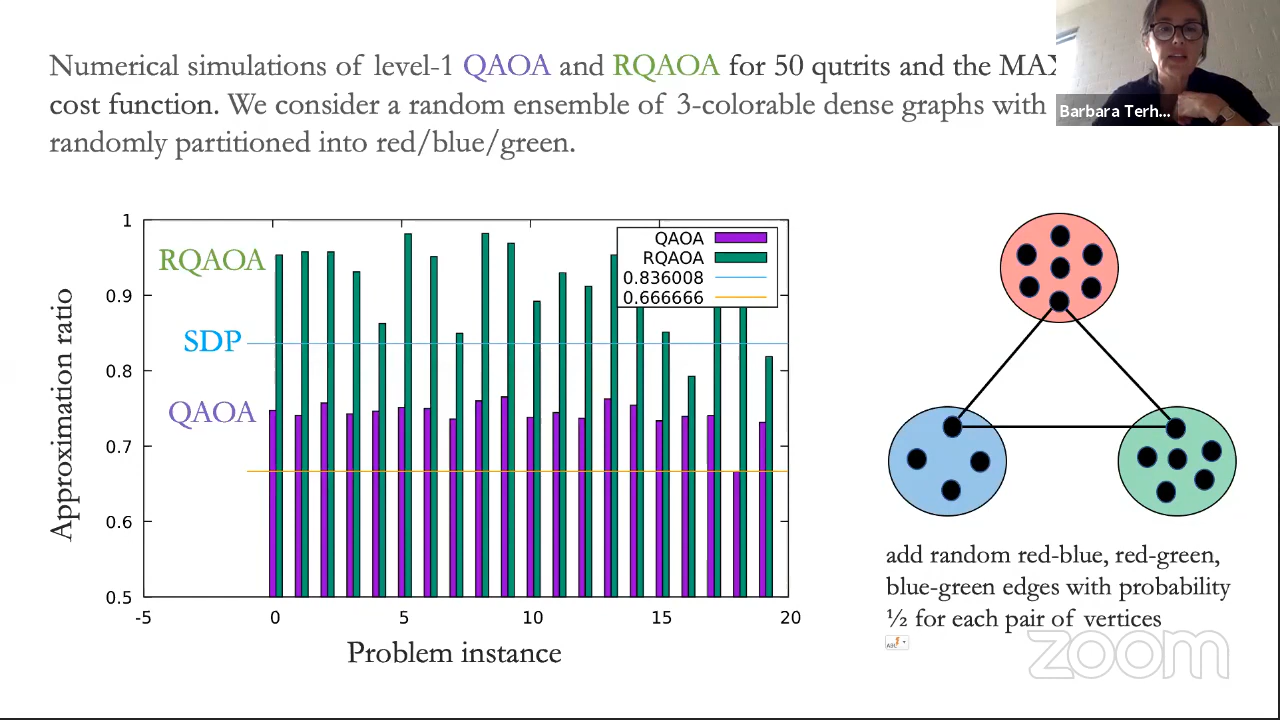 Numerical simulations of level-1 QAOA and RQAOA for 50 qutrits and the MAX
cost function. We consider a random ensemble of 3-colorable dense graphs with
randomly partitioned into red/blue/green.
Barbara Terh...
1
0.9
0.8
0.7
0.6
0.5
Approximation ratio
RQAOA
SDP
QAOA
QAOA
RQAOA
0.836008
0.666666
-5
0
5
10
15
20
Problem instance
add random red-blue, red-green,
blue-green edges with probability
½ for each pair of vertices
ABC
zoom